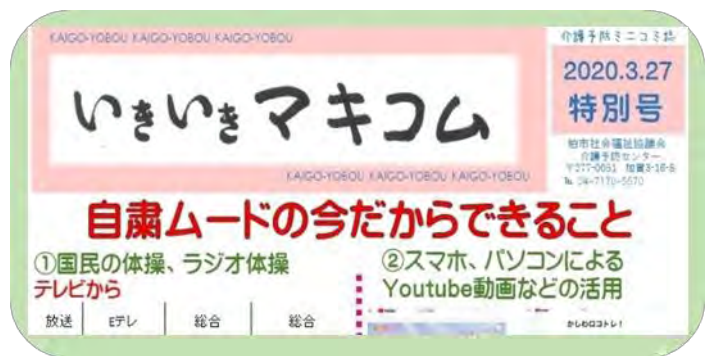 KAIGO-YOBOU KAIGO-YOBOU KAIGO-YOBOU
いきいきマキコム
KAIGO-YOBOU KAIGO-YOBOU KAIGO-YOBOU
介護予防ミニコミ誌
2020.3.27
特別号
柏市社会福祉協議会
介護予防センター
自粛ムードの今だからできること
①国民の体操、ラジオ体操
テレビから
放送 Eテレ 総合 総合
②スマホ、パソコンによる
Youtube動画などの活用
かしわロコトレ!